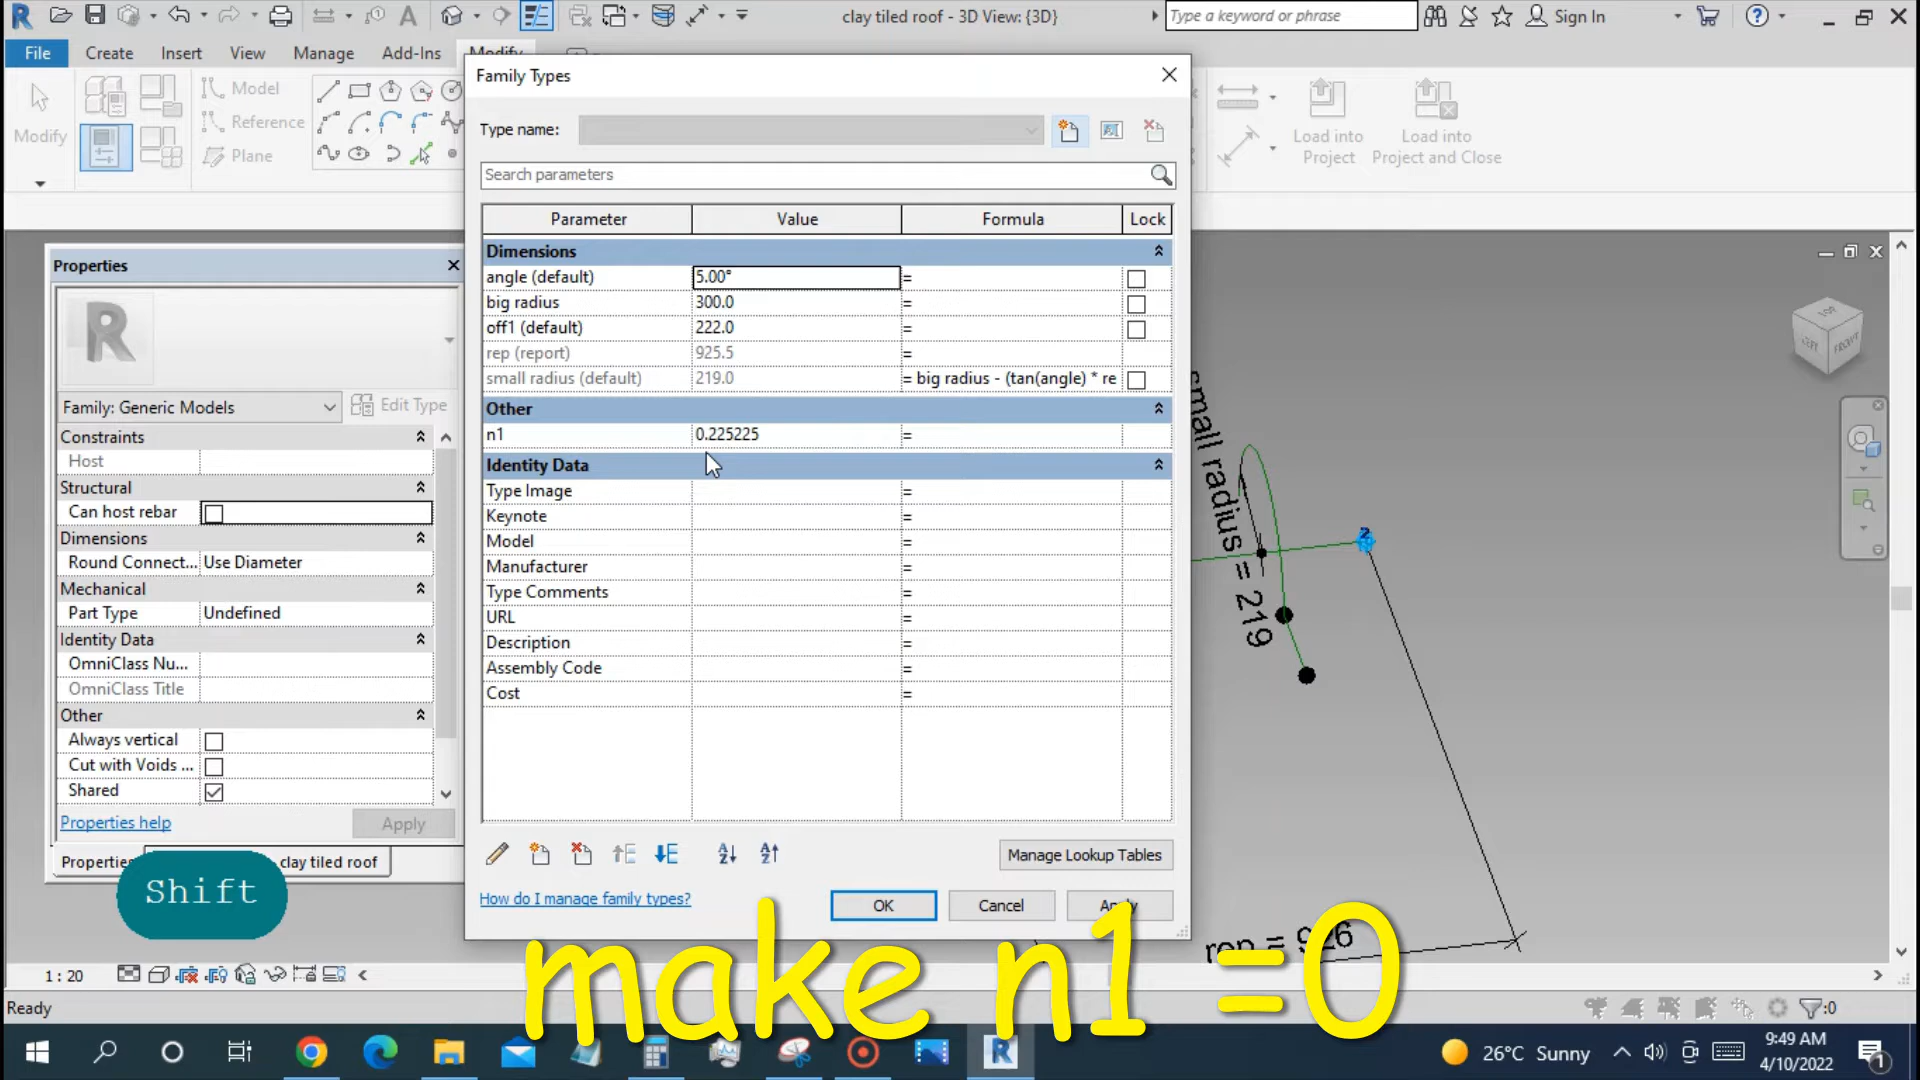 clay tiled roof - 3D View: {3D}
Type a keyword or phrase
Sign In
File
Create
Insert
View
Manage
Add-Ins
Modify
Modify
Model
Reference
Plane
Load into
Project
Load into
Project and Close
Family Types
Type name:
Search parameters
Parameter
Value
Formula
Lock
Dimensions
angle (default)
5.00°
=
big radius
300.0
=
off1 (default)
222.0
=
rep (report)
925.5
=
small radius (default)
219.0
= big radius - (tan(angle) * re
Other
n1
0.225225
=
Identity Data
Type Image
=
Keynote
=
Model
=
Manufacturer
=
Type Comments
=
URL
=
Description
=
Assembly Code
=
Cost
=
Manage Lookup Tables
How do I manage family types?
OK
Cancel
Apply
Properties
R
Family: Generic Models
Edit Type
Constraints
Host
Structural
Can host rebar
Dimensions
Round Connect...
Use Diameter
Mechanical
Part Type
Undefined
Identity Data
OmniClass Nu...
OmniClass Title
Other
Always vertical
Cut with Voids ...
Shared
Properties help
Apply
Propertie
clay tiled roof
Shift
TOP
LEFT
FRONT
small radius = 219
2
rep = 926
make n1 =0
1 : 20
Ready
:0
26°C Sunny
9:49 AM
4/10/2022
1